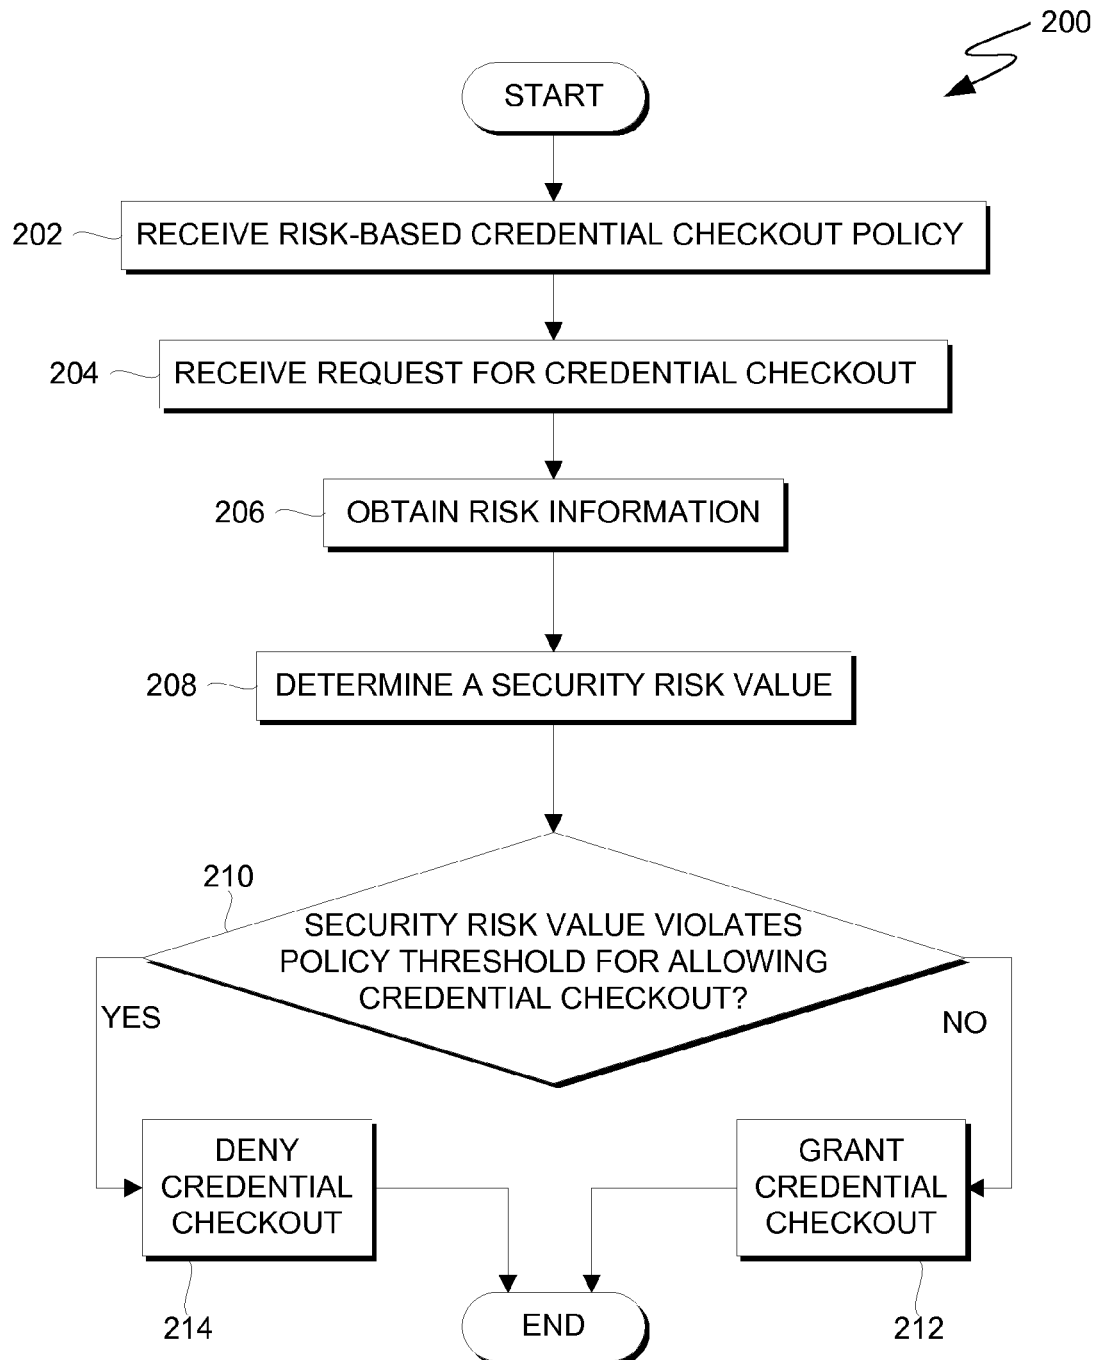 200
START
202
RECEIVE RISK-BASED CREDENTIAL CHECKOUT POLICY
204
RECEIVE REQUEST FOR CREDENTIAL CHECKOUT
206
OBTAIN RISK INFORMATION
208
DETERMINE A SECURITY RISK VALUE
210
SECURITY RISK VALUE VIOLATES
POLICY THRESHOLD FOR ALLOWING
CREDENTIAL CHECKOUT?
YES
NO
DENY
CREDENTIAL
CHECKOUT
214
GRANT
CREDENTIAL
CHECKOUT
212
END